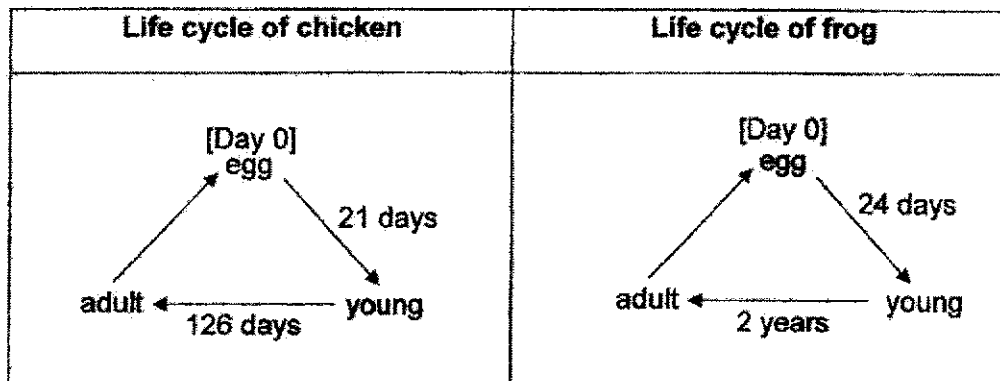 Life cycle of chicken
Life cycle of frog
[Day 0]
egg
21 days
adult
young
126 days
[Day 0]
egg
24 days
adult
young
2 years